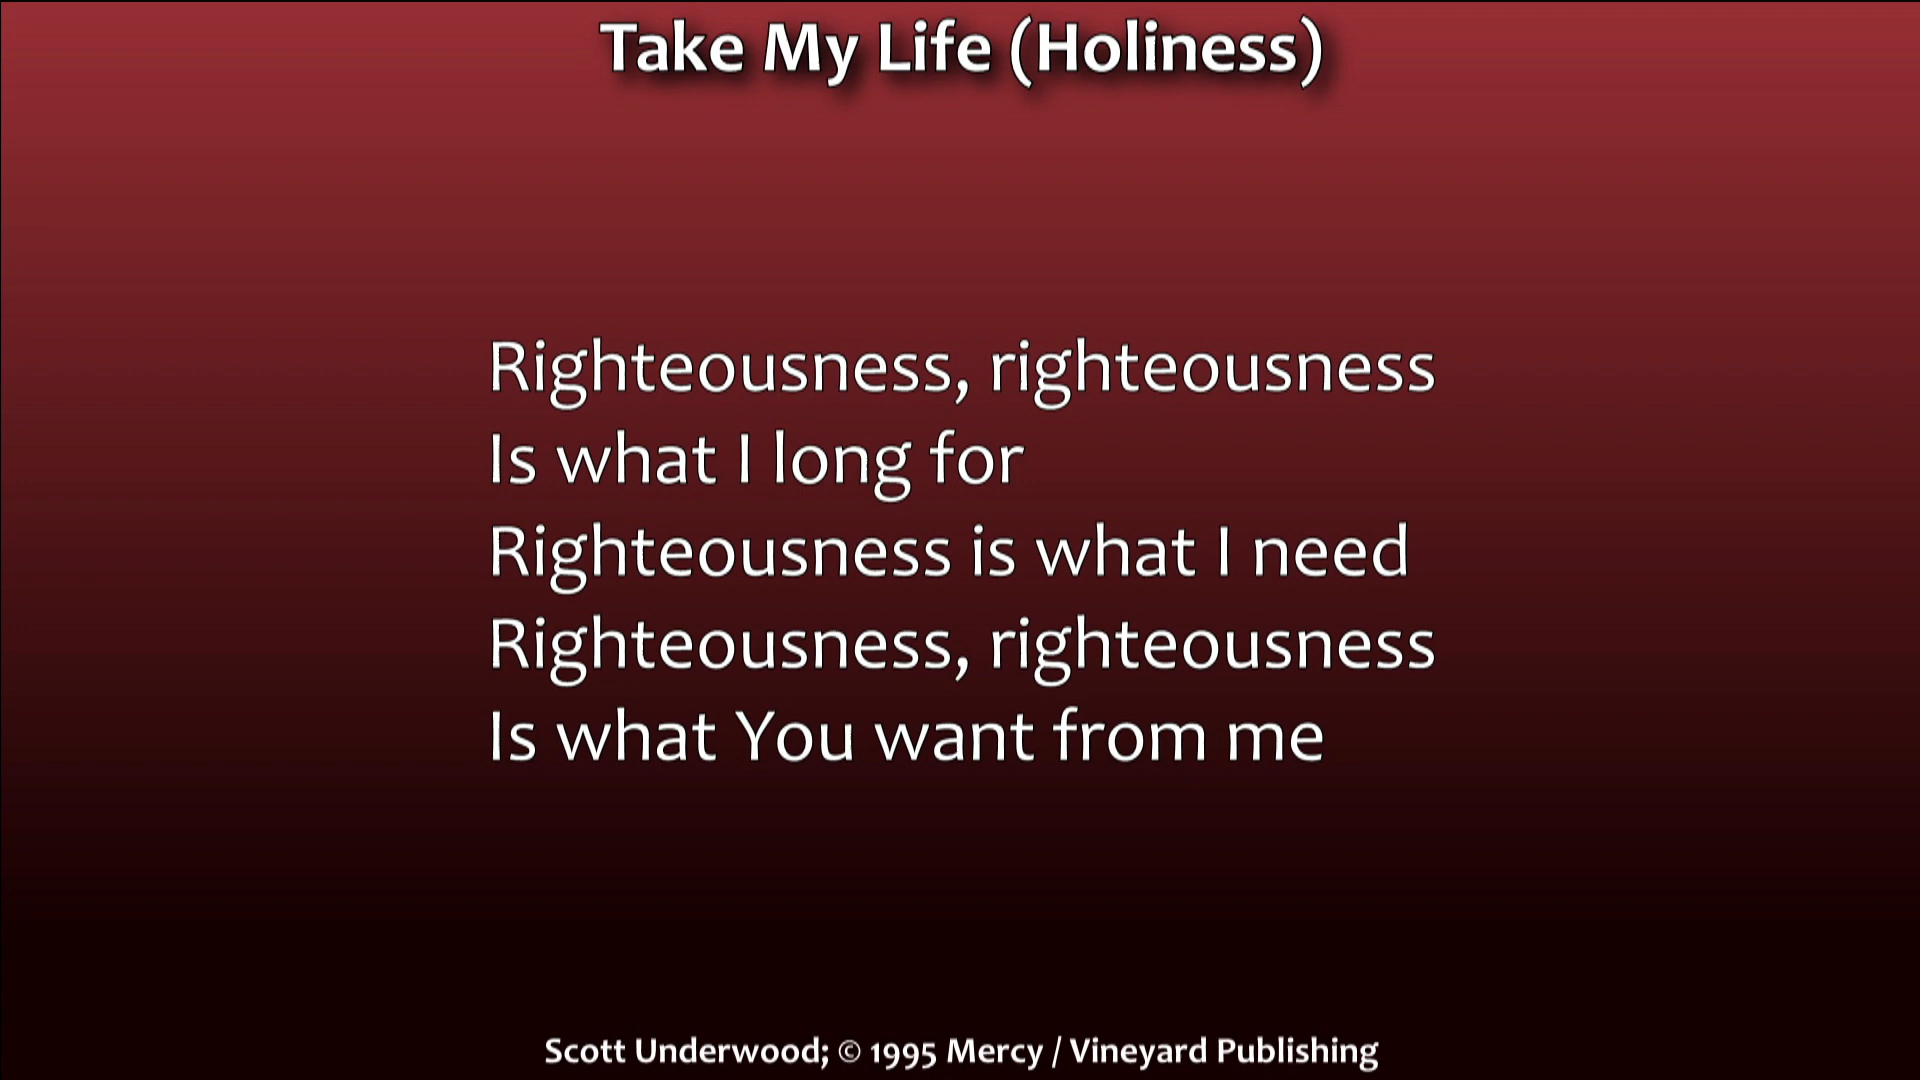 Take My Life (Holiness)
Righteousness, righteousness
Is what I long for
Righteousness is what I need
Righteousness, righteousness
Is what You want from me
Scott Underwood; © 1995 Mercy / Vineyard Publishing